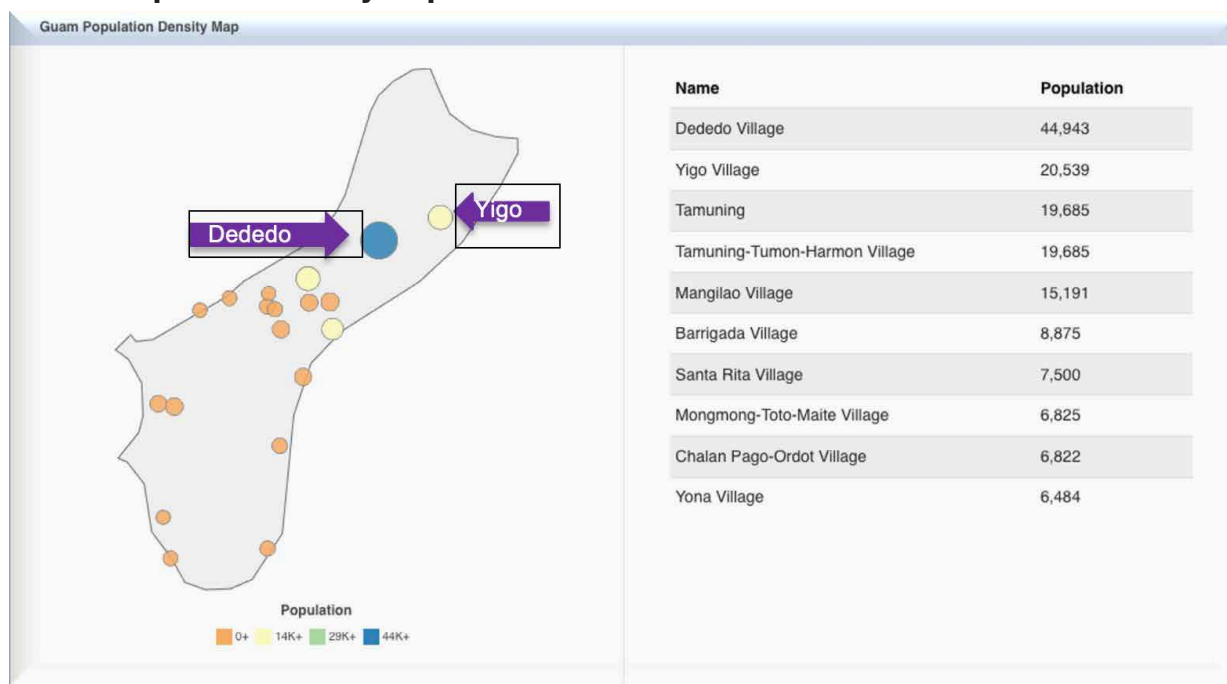 Guam Population Density Map
Dededo
Yigo
Population
0+ 14K+ 29K+ 44K+
Name Population
Dededo Village 44,943
Yigo Village 20,539
Tamuning 19,685
Tamuning-Tumon-Harmon Village 19,685
Mangilao Village 15,191
Barrigada Village 8,875
Santa Rita Village 7,500
Mongmong-Toto-Maite Village 6,825
Chalan Pago-Ordot Village 6,822
Yona Village 6,484